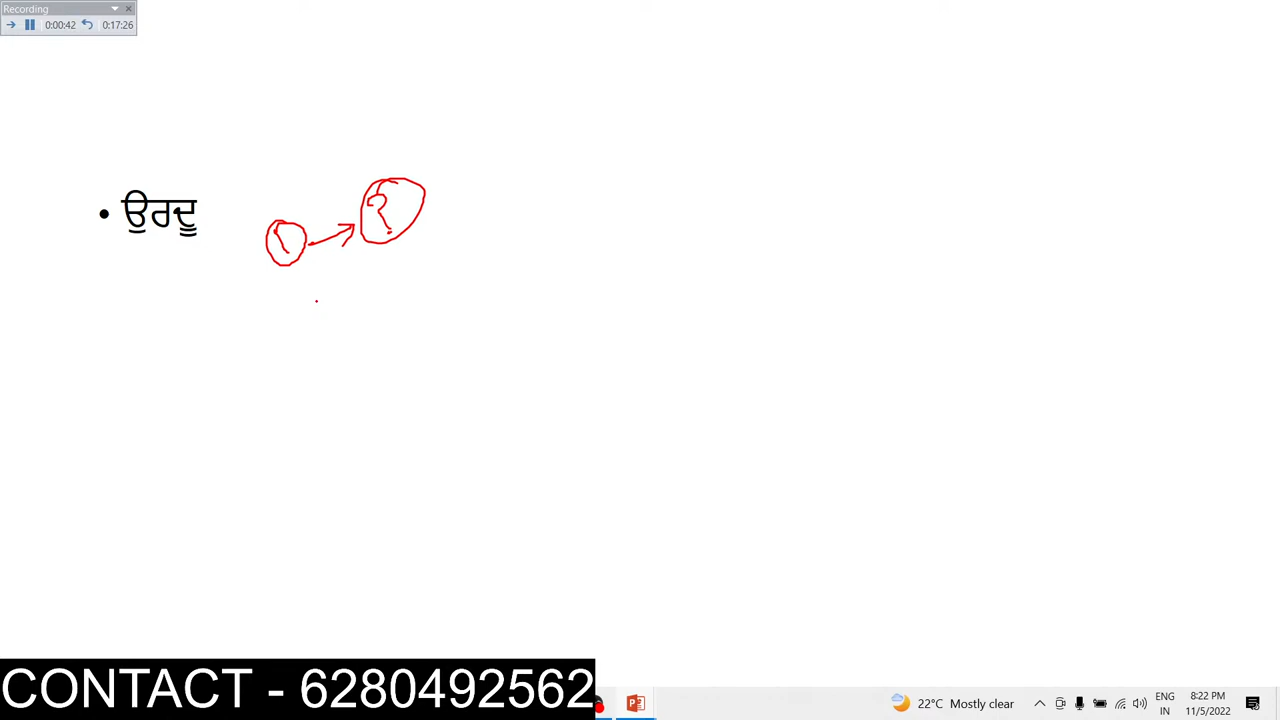 Recording
0:00:42 0:17:26
• ਉਰਦੂ
?
CONTACT - 6280492562
22°C Mostly clear
ENG
IN
8:22 PM
11/5/2022